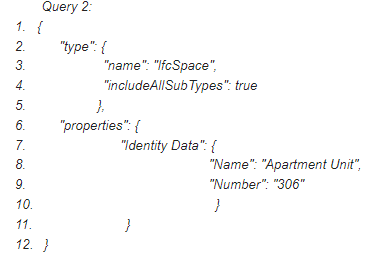 Query 2:
1. {
2. "type": {
3. "name": "IfcSpace",
4. "includeAllSubTypes": true
5. },
6. "properties": {
7. "Identity Data": {
8. "Name": "Apartment Unit",
9. "Number": "306"
10. }
11. }
12. }